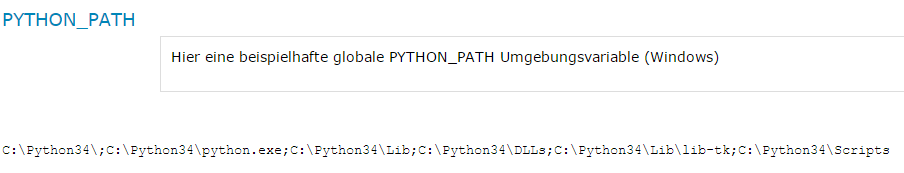 PYTHON_PATH
Hier eine beispielhafte globale PYTHON_PATH Umgebungsvariable (Windows)
C:\Python34\;C:\Python34\python.exe;C:\Python34\Lib;C:\Python34\DLLs;C:\Python34\Lib\lib-tk;C:\Python34\Scripts